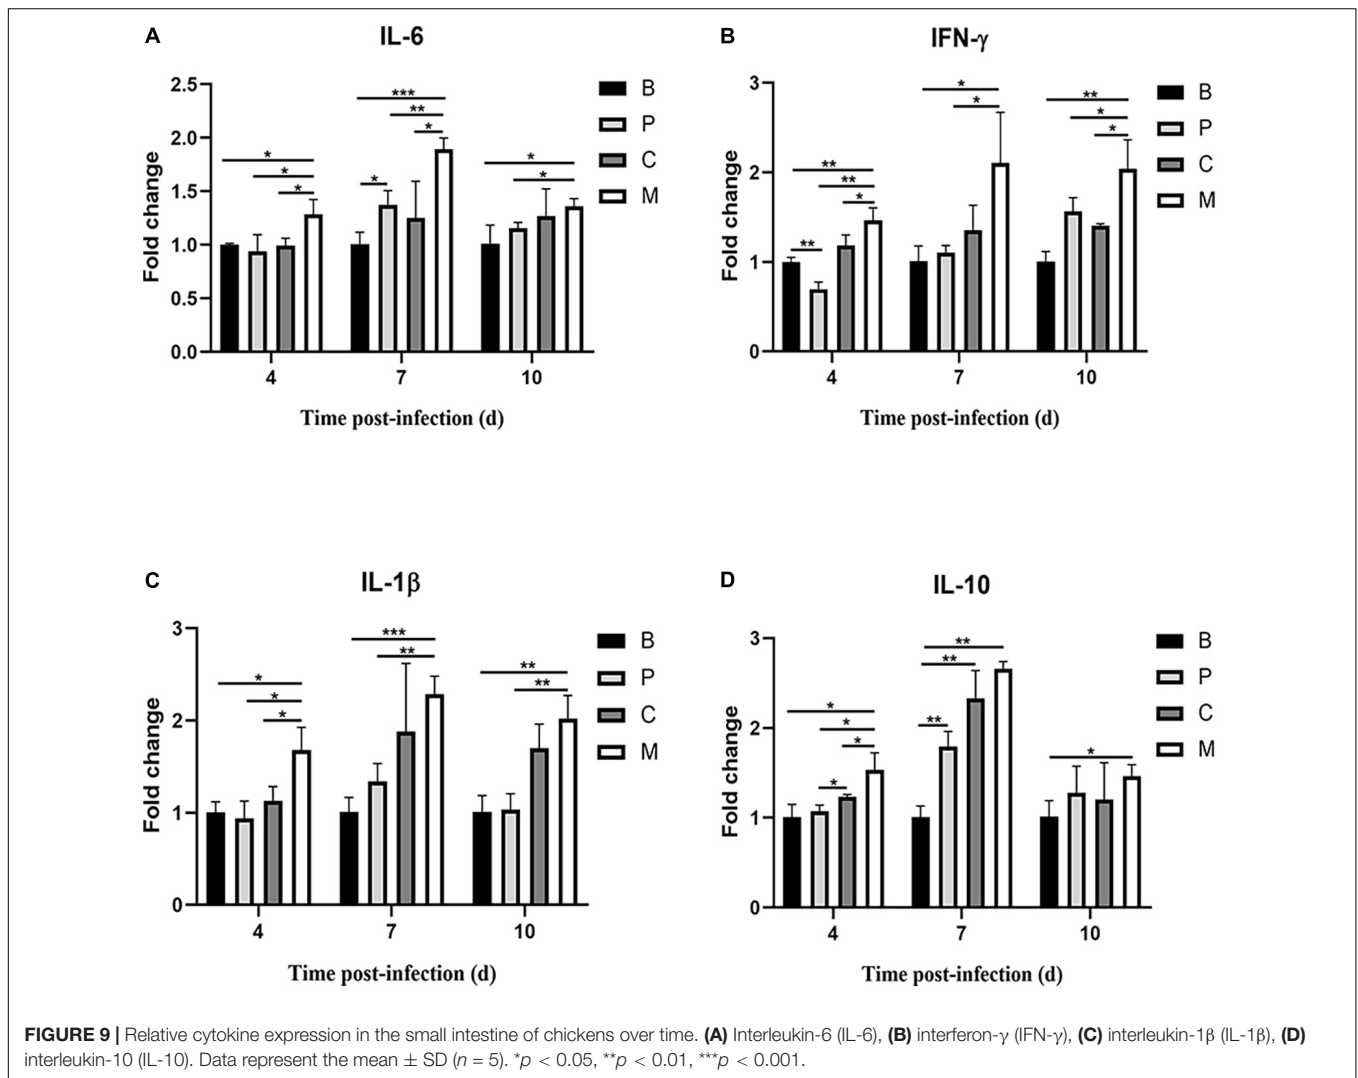 A
IL-6
2.5
2.0
1.5
1.0
0.5
0.0
Fold change
*
*
*
*
***
**
*
*
*
4
7
10
Time post-infection (d)
B
P
C
M
B
IFN-γ
3
2
1
0
Fold change
**
**
*
**
*
*
**
*
*
4
7
10
Time post-infection (d)
B
P
C
M
C
IL-1β
3
2
1
0
Fold change
*
*
*
***
**
**
**
4
7
10
Time post-infection (d)
B
P
C
M
D
IL-10
3
2
1
0
Fold change
*
*
*
*
**
**
**
*
4
7
10
Time post-infection (d)
B
P
C
M
FIGURE 9 | Relative cytokine expression in the small intestine of chickens over time. (A) Interleukin-6 (IL-6), (B) interferon-γ (IFN-γ), (C) interleukin-1β (IL-1β), (D)
interleukin-10 (IL-10). Data represent the mean ± SD (n = 5). *p < 0.05, **p < 0.01, ***p < 0.001.